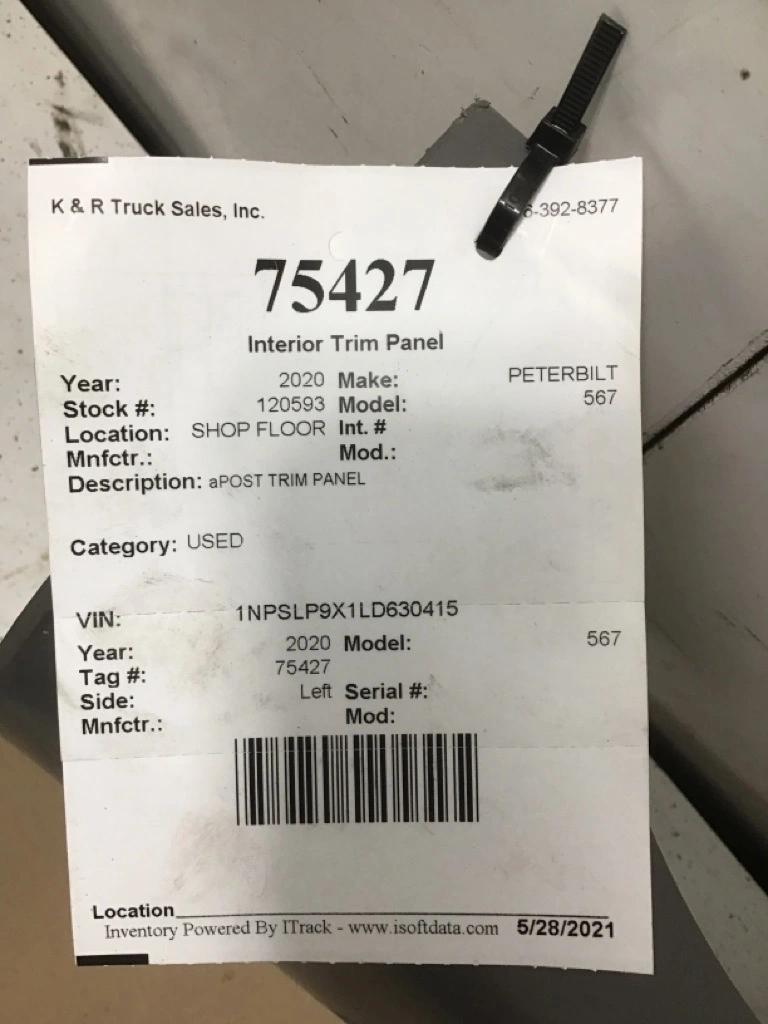 K & R Truck Sales, Inc. 6-392-8377
75427
Interior Trim Panel
Year: 2020 Make: PETERBILT
Stock #: 120593 Model: 567
Location: SHOP FLOOR Int. #
Mnfctr.: Mod.:
Description: aPOST TRIM PANEL
Category: USED
VIN: 1NPSLP9X1LD630415
Year: 2020 Model: 567
Tag #: 75427
Side: Left Serial #:
Mnfctr.: Mod:
Location
Inventory Powered By ITrack - www.isoftdata.com 5/28/2021